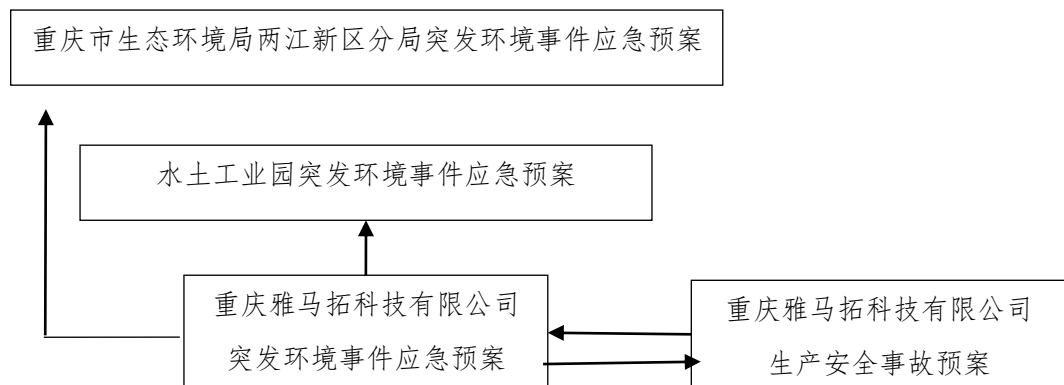 重庆市生态环境局两江新区分局突发环境事件应急预案
水土工业园突发环境事件应急预案
重庆雅马拓科技有限公司
突发环境事件应急预案
重庆雅马拓科技有限公司
生产安全事故预案